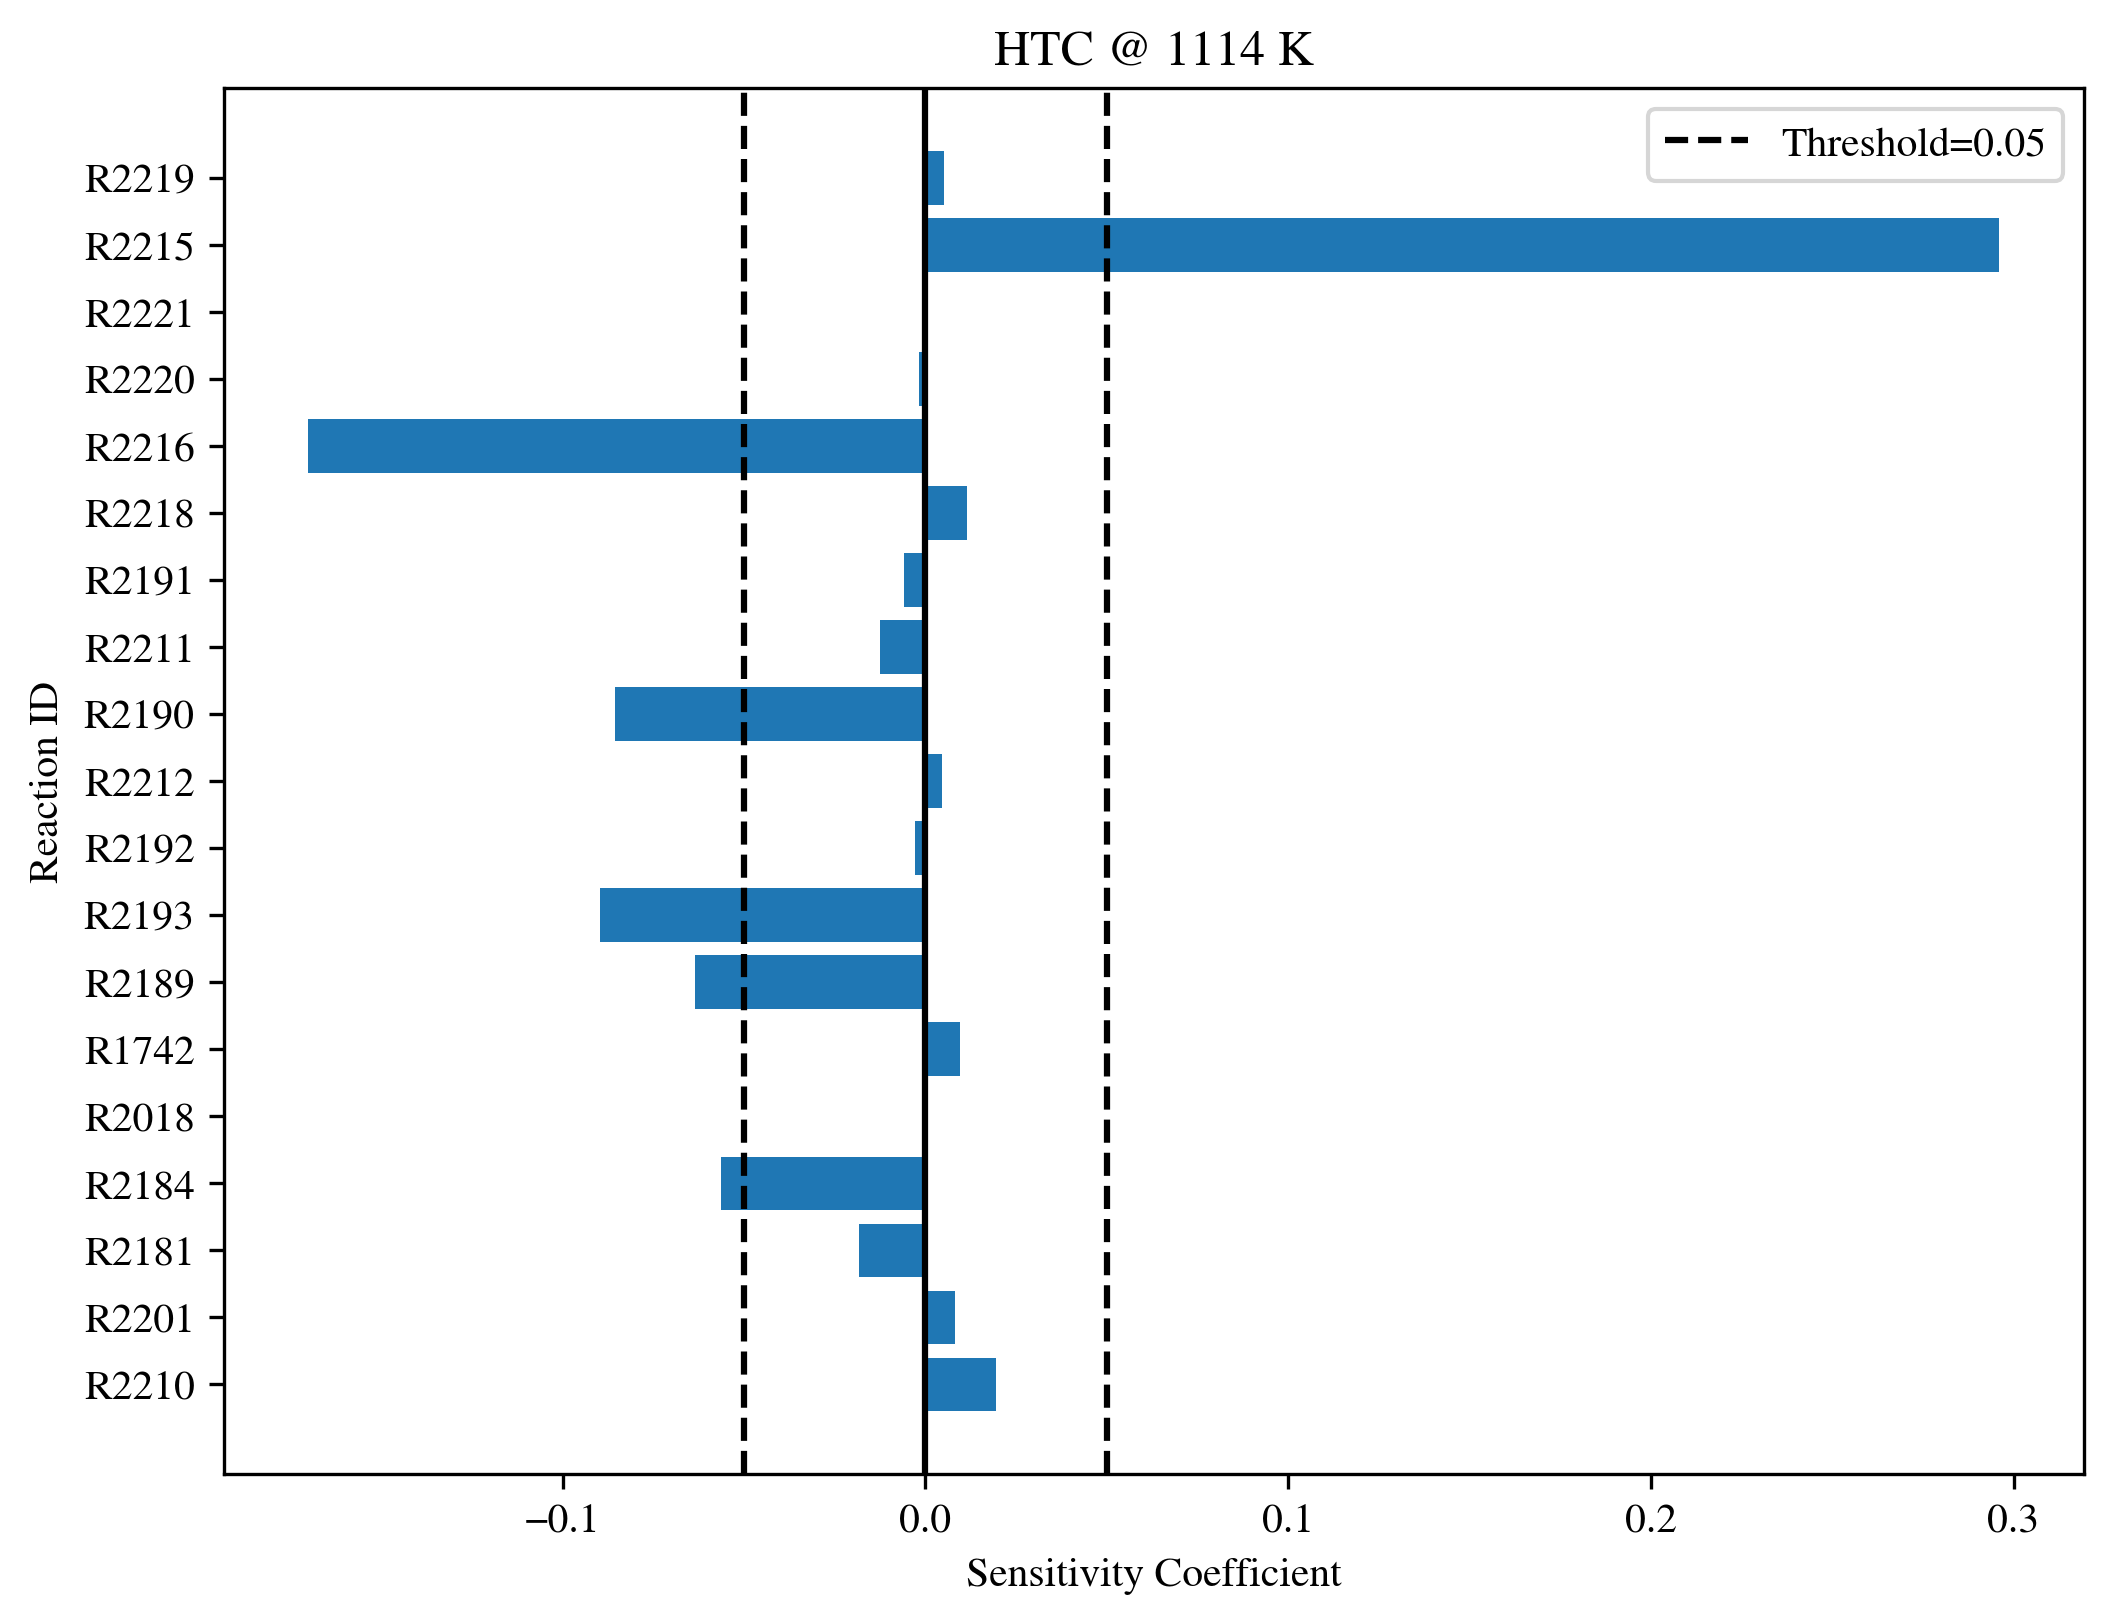 HTC @ 1114 K
Threshold=0.05
R2219
R2215
R2221
R2220
R2216
R2218
R2191
R2211
R2190
R2212
R2192
R2193
R2189
R1742
R2018
R2184
R2181
R2201
R2210
Reaction ID
−0.1 0.0 0.1 0.2 0.3
Sensitivity Coefficient